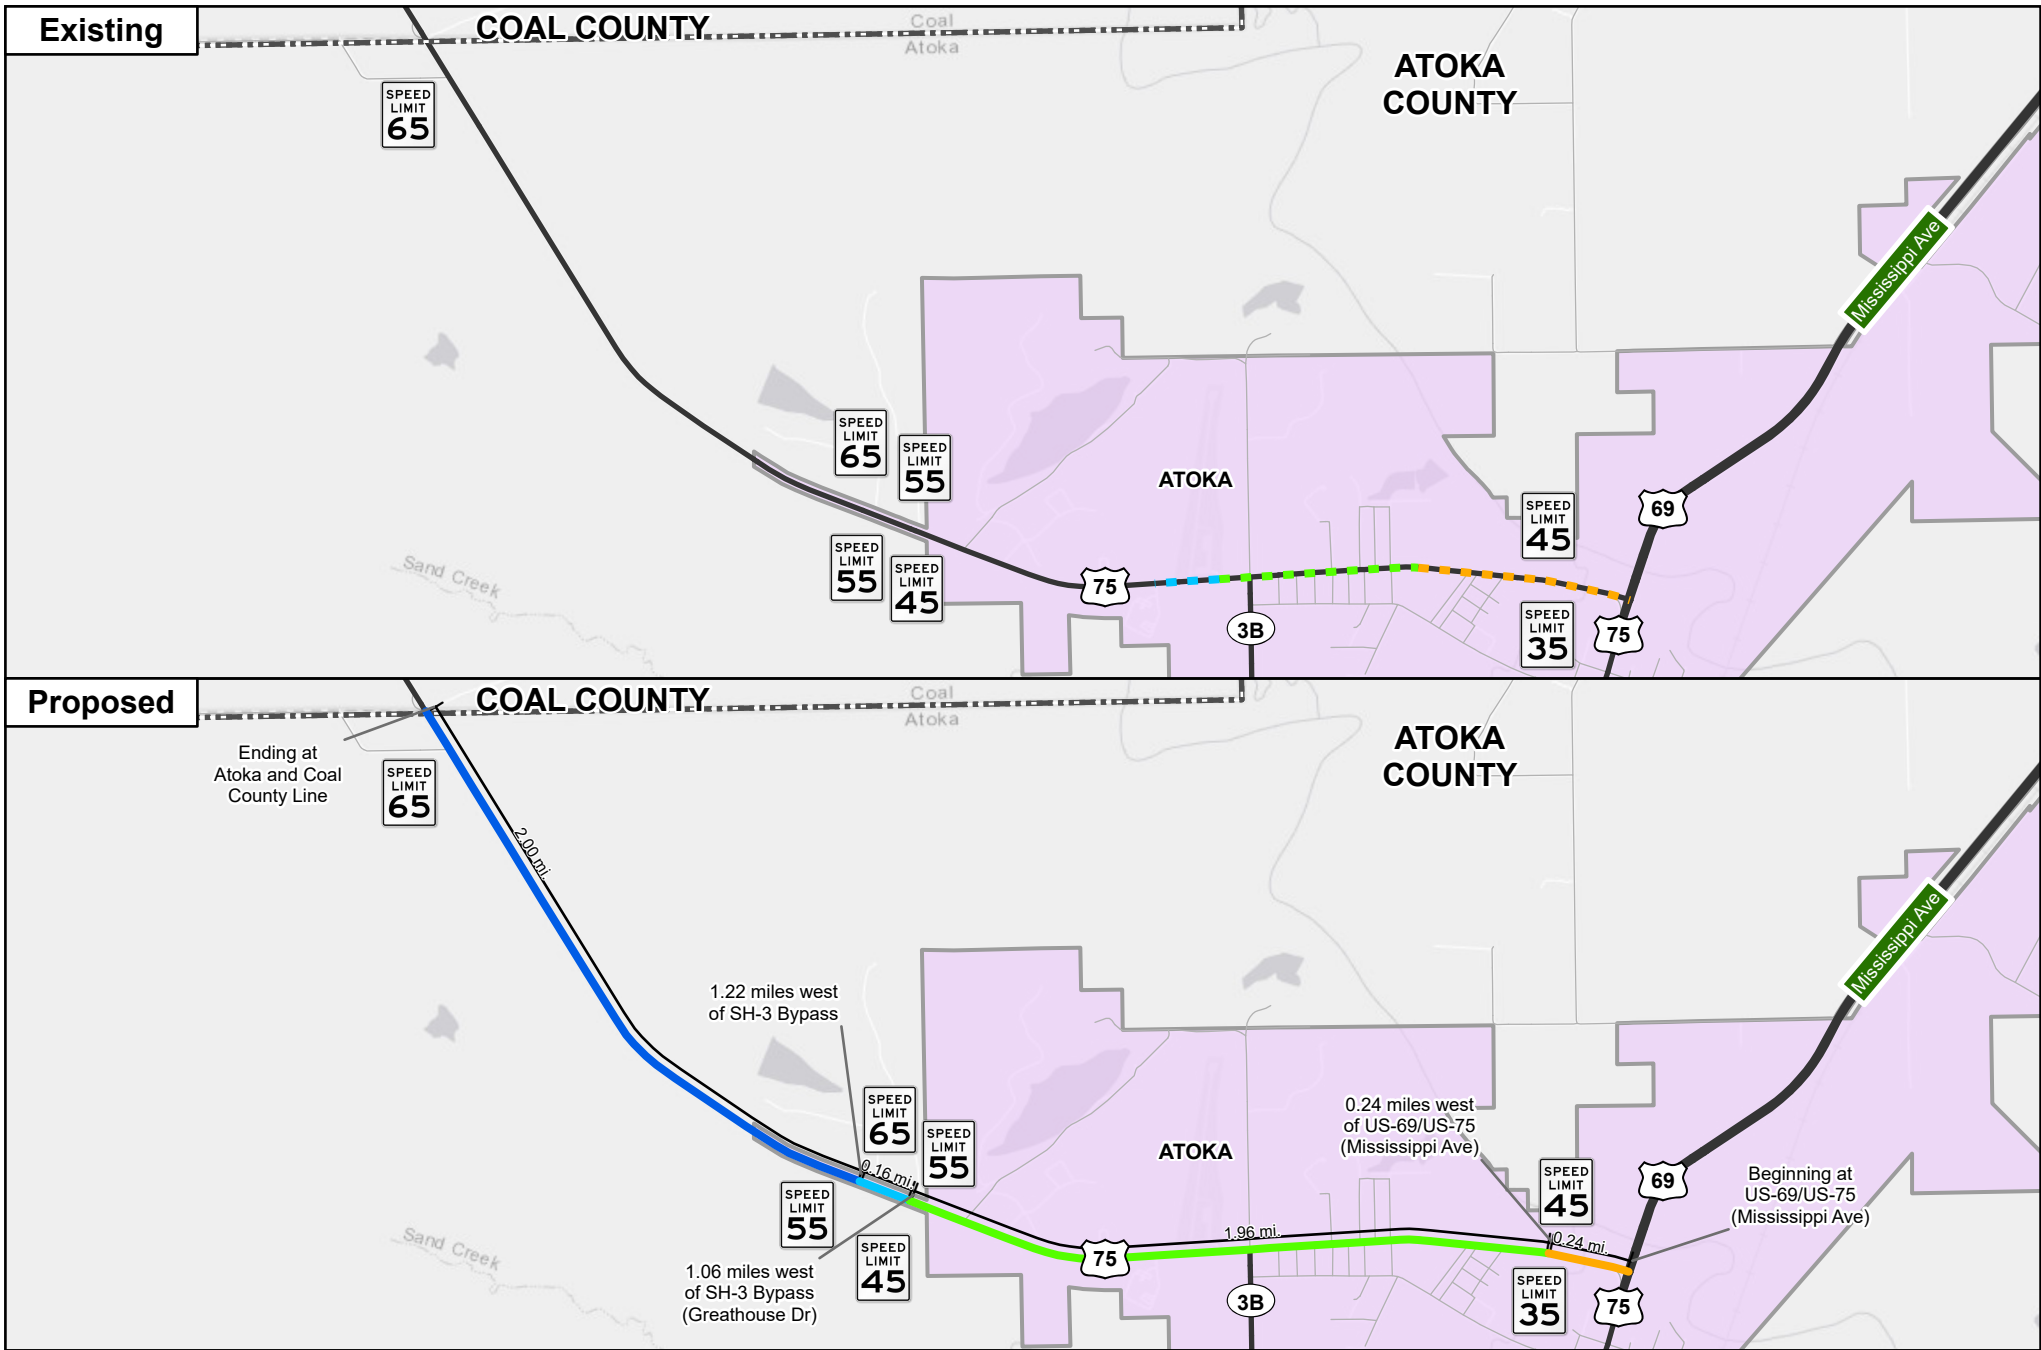 Existing
COAL COUNTY
Coal
Atoka
ATOKA
COUNTY
SPEED
LIMIT
65
Mississippi Ave
SPEED
LIMIT
65
SPEED
LIMIT
55
ATOKA
SPEED
LIMIT
45
69
Sand Creek
SPEED
LIMIT
55
SPEED
LIMIT
45
75
3B
SPEED
LIMIT
35
75
Proposed
COAL COUNTY
Coal
Atoka
ATOKA
COUNTY
Ending at
Atoka and Coal
County Line
SPEED
LIMIT
65
2.00 mi.
Mississippi Ave
1.22 miles west
of SH-3 Bypass
SPEED
LIMIT
65
SPEED
LIMIT
55
0.16 mi.
ATOKA
0.24 miles west
of US-69/US-75
(Mississippi Ave)
SPEED
LIMIT
45
69
Beginning at
US-69/US-75
(Mississippi Ave)
Sand Creek
SPEED
LIMIT
55
SPEED
LIMIT
45
75
1.96 mi.
0.24 mi.
1.06 miles west
of SH-3 Bypass
(Greathouse Dr)
3B
SPEED
LIMIT
35
75